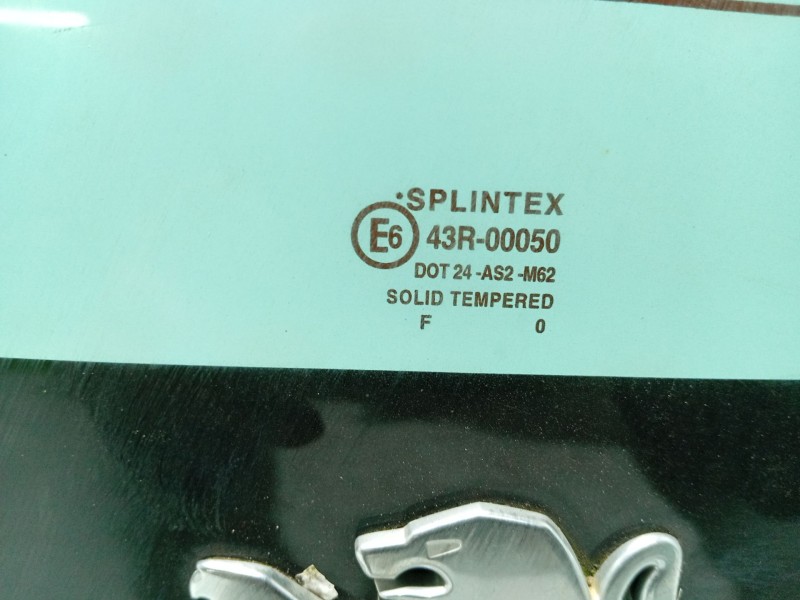 SPLINTEX
E6 43R-00050
DOT 24 -AS2 -M62
SOLID TEMPERED
F 0